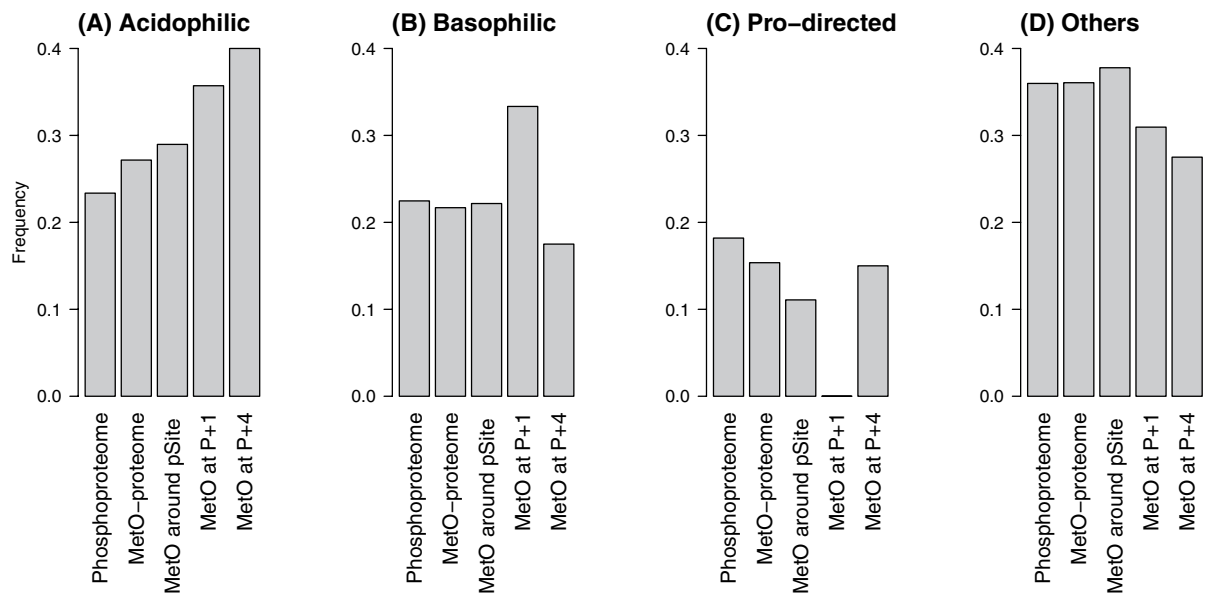 (A) Acidophilic
(B) Basophilic
(C) Pro−directed
(D) Others
Frequency
0.4
0.3
0.2
0.1
0.0
Phosphoproteome
MetO−proteome
MetO around pSite
MetO at P+1
MetO at P+4
0.4
0.3
0.2
0.1
0.0
Phosphoproteome
MetO−proteome
MetO around pSite
MetO at P+1
MetO at P+4
0.4
0.3
0.2
0.1
0.0
Phosphoproteome
MetO−proteome
MetO around pSite
MetO at P+1
MetO at P+4
0.4
0.3
0.2
0.1
0.0
Phosphoproteome
MetO−proteome
MetO around pSite
MetO at P+1
MetO at P+4